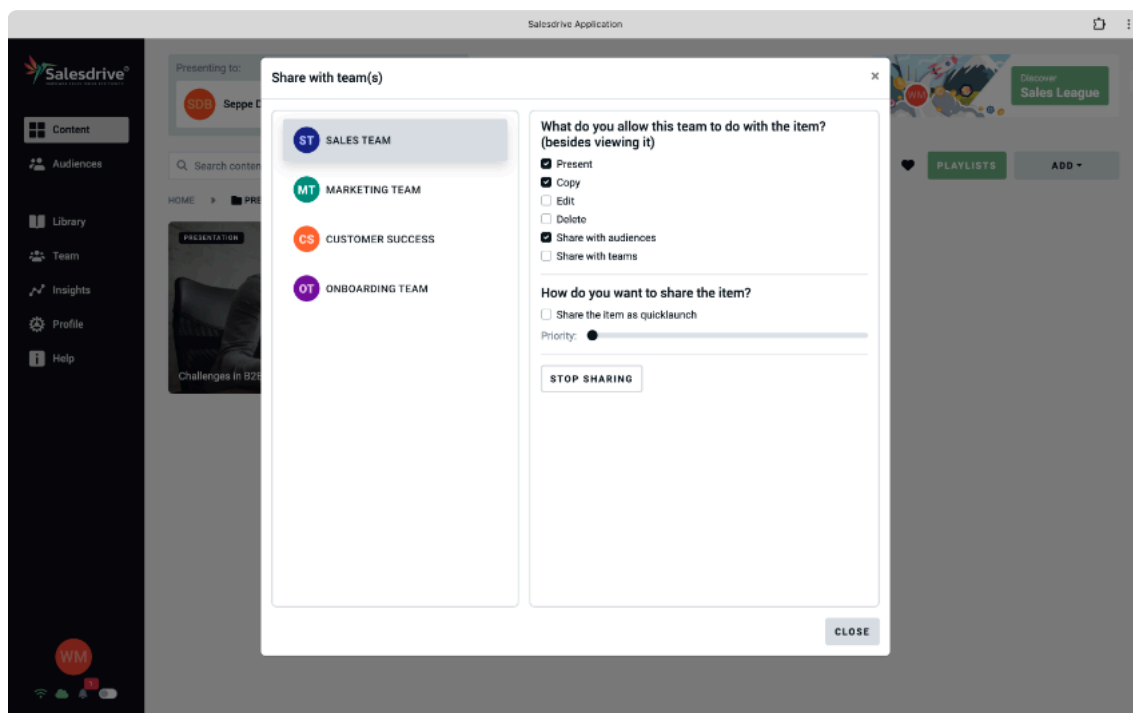 Salesdrive Application
Salesdrive®
Content
Audiences
Library
Team
Insights
Profile
Help
WM
1
Presenting to:
SDB Seppe D
Search conten
HOME PRE
PRESENTATION
Challenges in B2B
WM
Discover
Sales League
PLAYLISTS
ADD
Share with team(s)
×
ST SALES TEAM
MT MARKETING TEAM
CS CUSTOMER SUCCESS
OT ONBOARDING TEAM
What do you allow this team to do with the item?
(besides viewing it)
Present
Copy
Edit
Delete
Share with audiences
Share with teams
How do you want to share the item?
Share the item as quicklaunch
Priority:
STOP SHARING
CLOSE